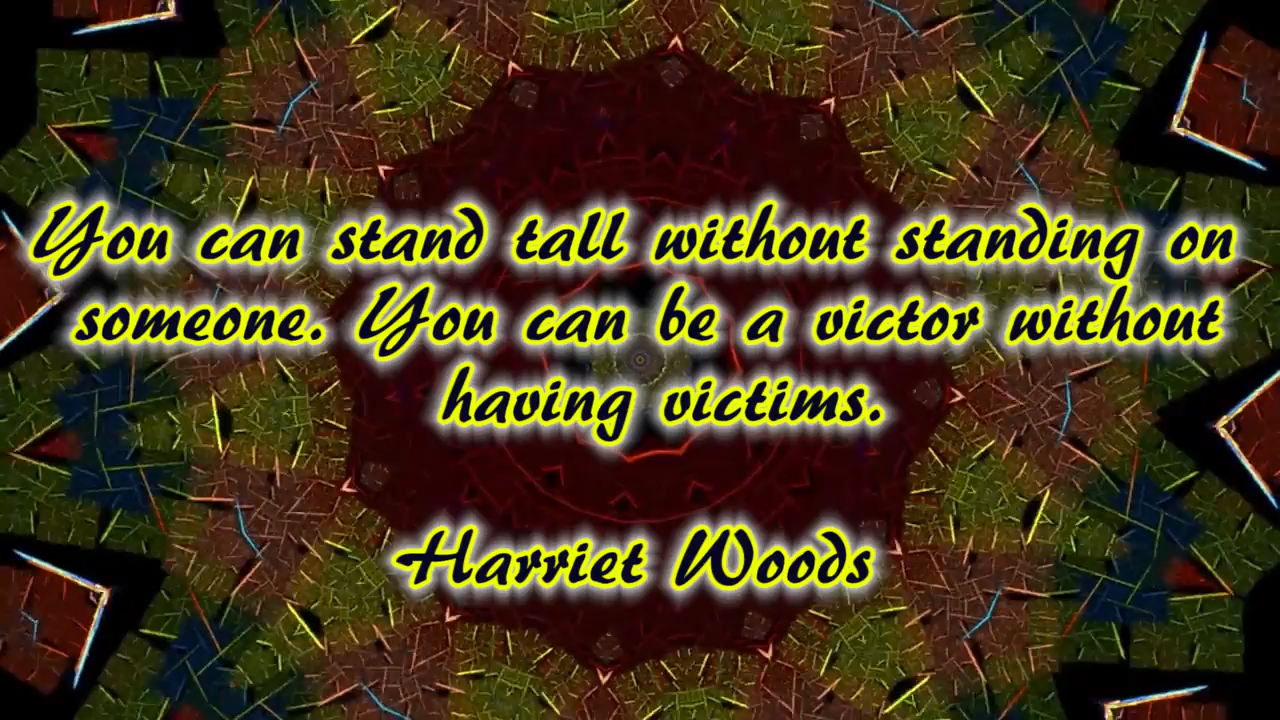 You can stand tall without standing on
someone. You can be a victor without
having victims.
Harriet Woods